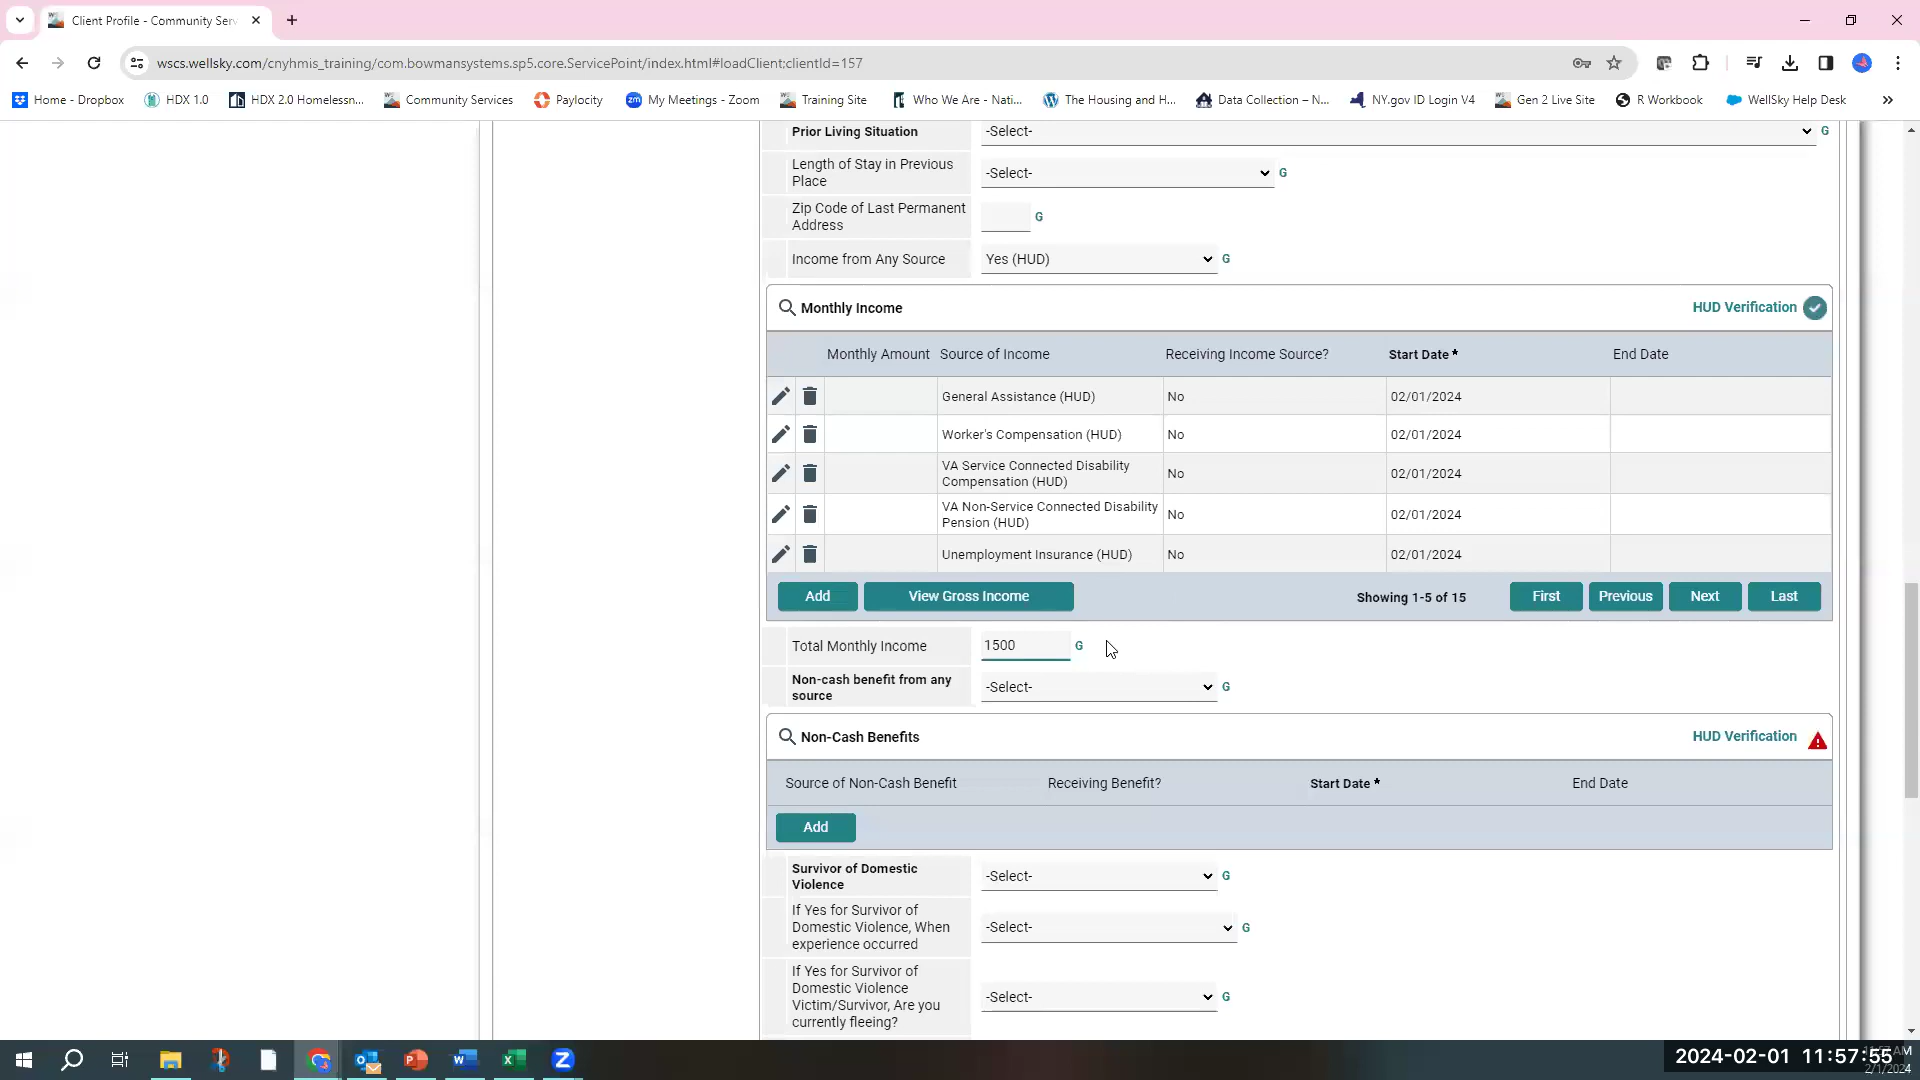 Client Profile - Community Serv
wscs.wellsky.com/cnyhmis_training/com.bowmansystems.sp5.core.ServicePoint/index.html#loadClient;clientId=157
Home - Dropbox HDX 1.0 HDX 2.0 Homelessn... Community Services Paylocity My Meetings - Zoom Training Site Who We Are - Nati... The Housing and H... Data Collection – N... NY.gov ID Login V4 Gen 2 Live Site R Workbook WellSky Help Desk »
Prior Living Situation -Select- G
Length of Stay in Previous
Place
-Select- G
Zip Code of Last Permanent
Address
G
Income from Any Source Yes (HUD) G
Monthly Income HUD Verification
Monthly Amount Source of Income Receiving Income Source? Start Date * End Date
General Assistance (HUD) No 02/01/2024
Worker's Compensation (HUD) No 02/01/2024
VA Service Connected Disability
Compensation (HUD)
No 02/01/2024
VA Non-Service Connected Disability
Pension (HUD)
No 02/01/2024
Unemployment Insurance (HUD) No 02/01/2024
Add View Gross Income Showing 1-5 of 15 First Previous Next Last
Total Monthly Income 1500 G
Non-cash benefit from any
source
-Select- G
Non-Cash Benefits HUD Verification
Source of Non-Cash Benefit Receiving Benefit? Start Date * End Date
Add
Survivor of Domestic
Violence
-Select- G
If Yes for Survivor of
Domestic Violence, When
experience occurred
-Select- G
If Yes for Survivor of
Domestic Violence
Victim/Survivor, Are you
currently fleeing?
-Select- G
2024-02-01 11:57:55
2/1/2024